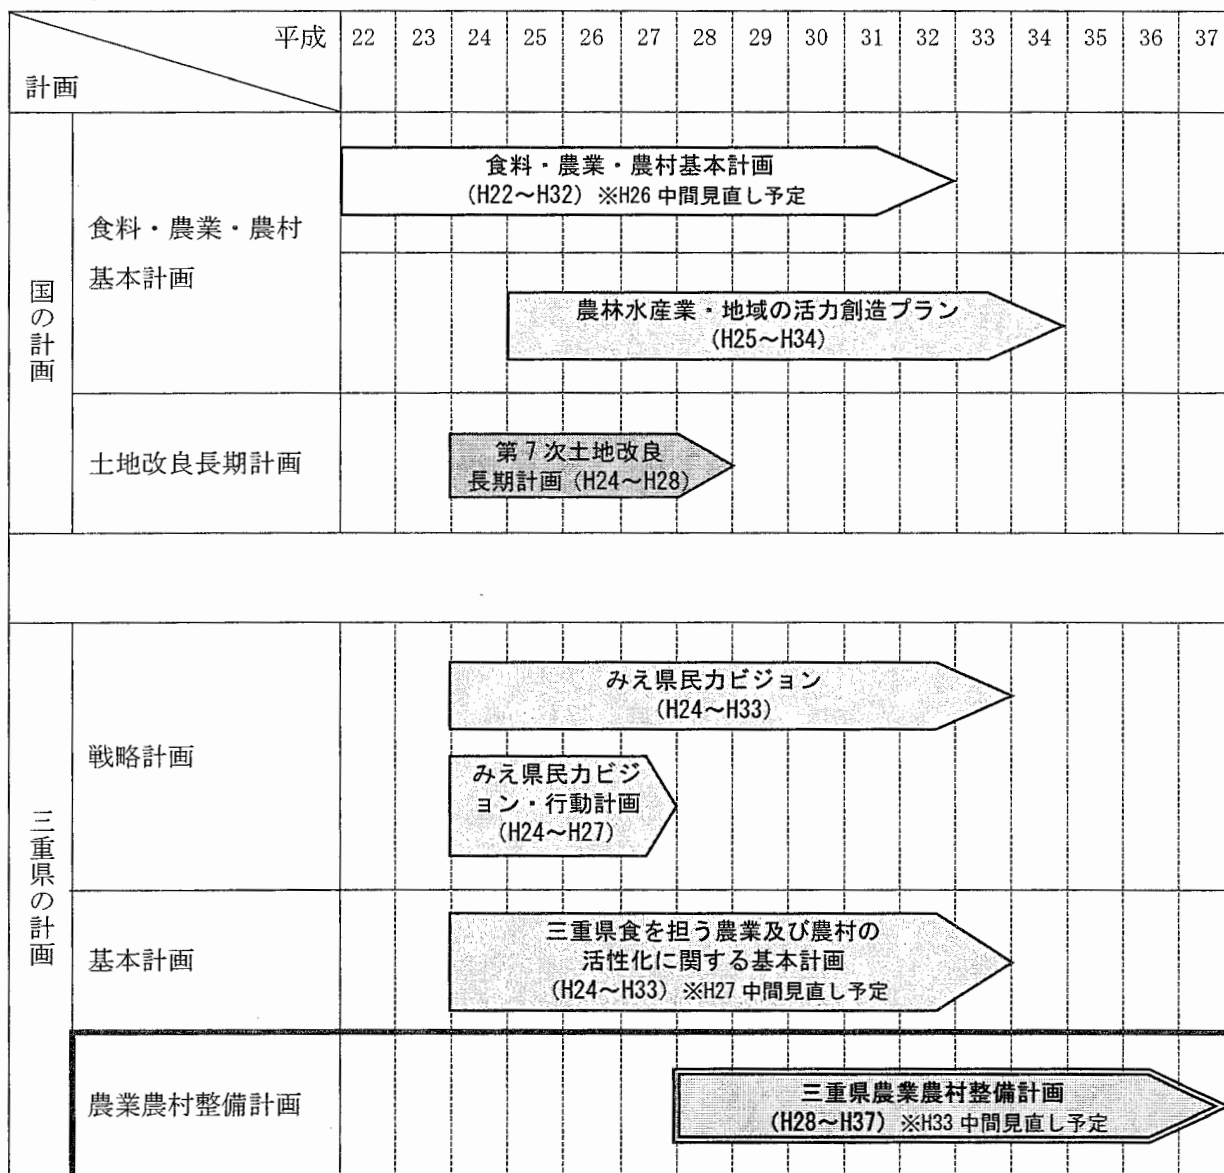 平成 22 23 24 25 26 27 28 29 30 31 32 33 34 35 36 37
計画
国の計画
食料・農業・農村
基本計画
食料・農業・農村基本計画
(H22～H32) ※H26 中間見直し予定
農林水産業・地域の活力創造プラン
(H25～H34)
土地改良長期計画
第7次土地改良
長期計画 (H24～H28)
三重県の計画
戦略計画
みえ県民力ビジョン
(H24～H33)
みえ県民力ビジ
ョン・行動計画
(H24～H27)
基本計画
三重県食を担う農業及び農村の
活性化に関する基本計画
(H24～H33) ※H27 中間見直し予定
農業農村整備計画
三重県農業農村整備計画
(H28～H37) ※H33 中間見直し予定